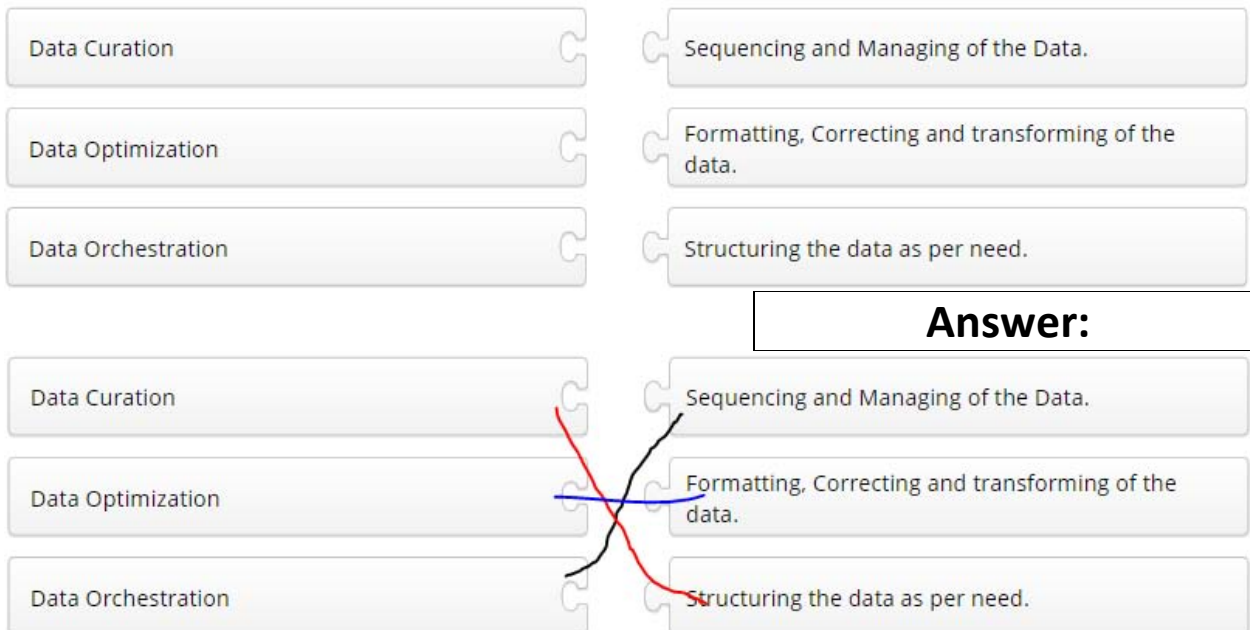 Data Curation
Sequencing and Managing of the Data.
Data Optimization
Formatting, Correcting and transforming of the
data.
Data Orchestration
Structuring the data as per need.
Answer:
Data Curation
Sequencing and Managing of the Data.
Data Optimization
Formatting, Correcting and transforming of the
data.
Data Orchestration
Structuring the data as per need.